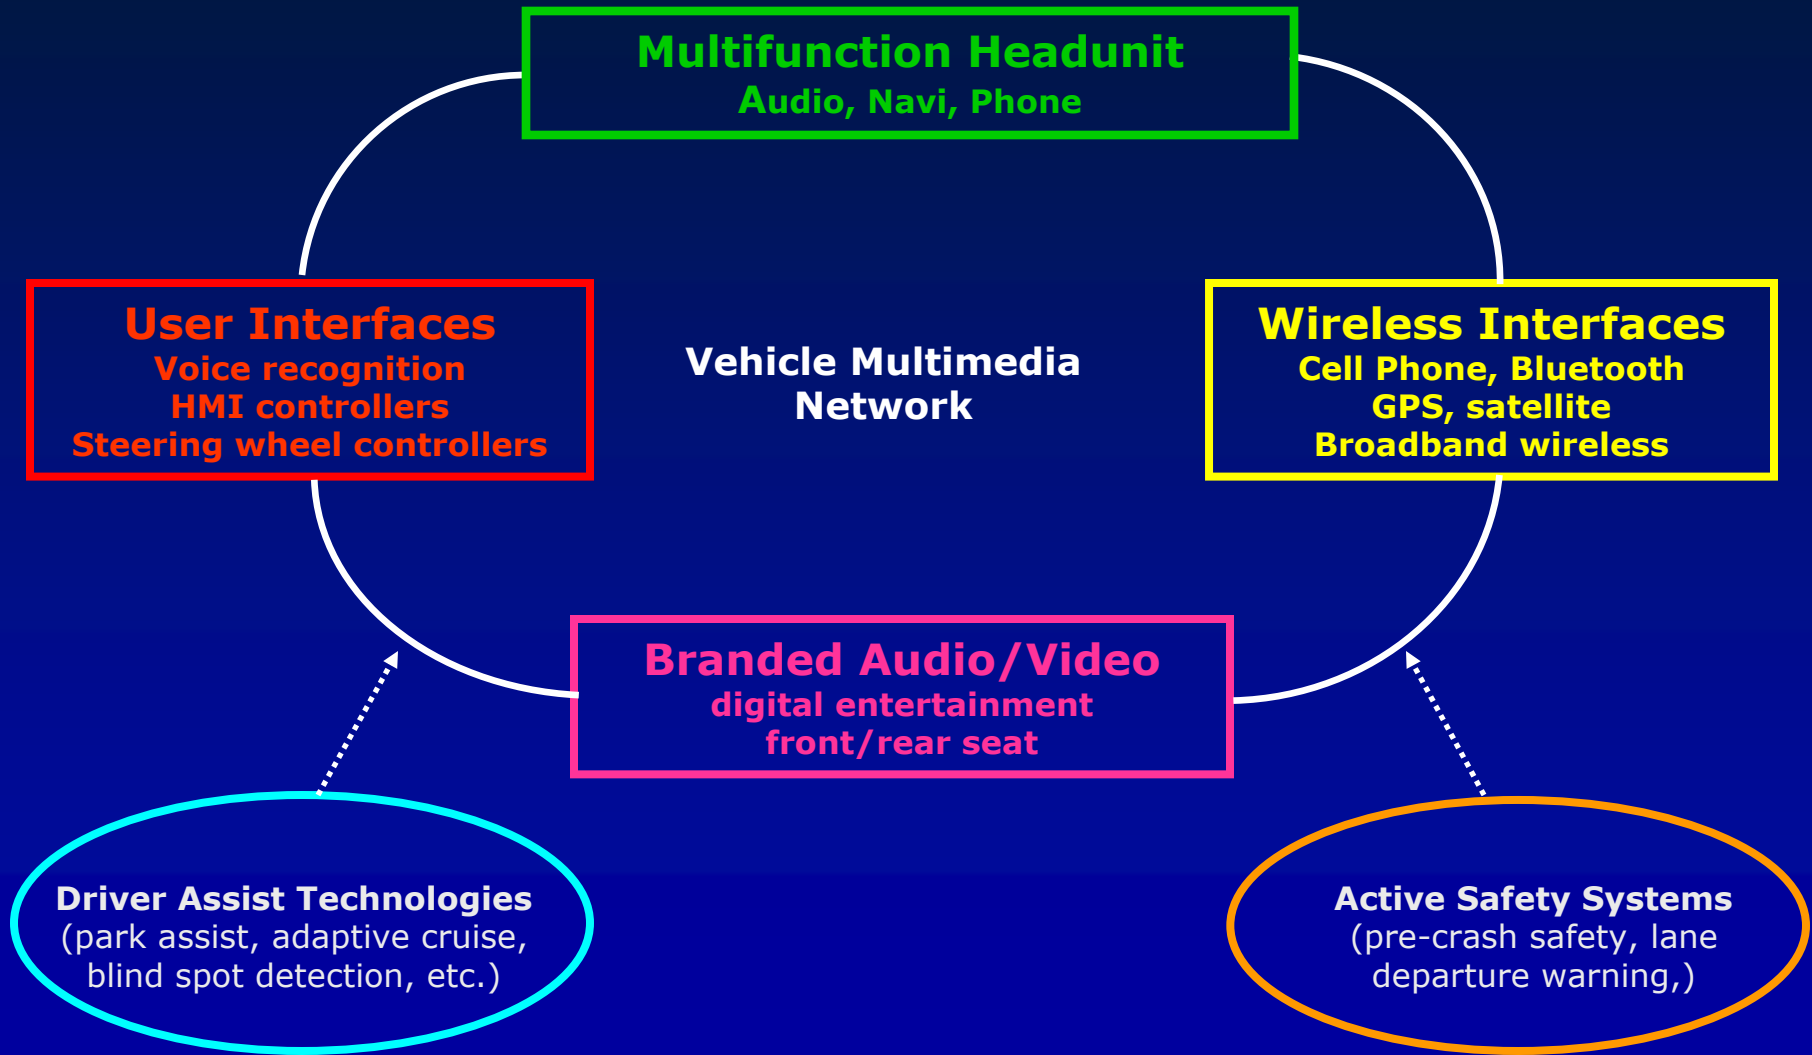 Multifunction Headunit
Audio, Navi, Phone
User Interfaces
Voice recognition
HMI controllers
Steering wheel controllers
Vehicle Multimedia
Network
Wireless Interfaces
Cell Phone, Bluetooth
GPS, satellite
Broadband wireless
Branded Audio/Video
digital entertainment
front/rear seat
Driver Assist Technologies
(park assist, adaptive cruise,
blind spot detection, etc.)
Active Safety Systems
(pre-crash safety, lane
departure warning,)